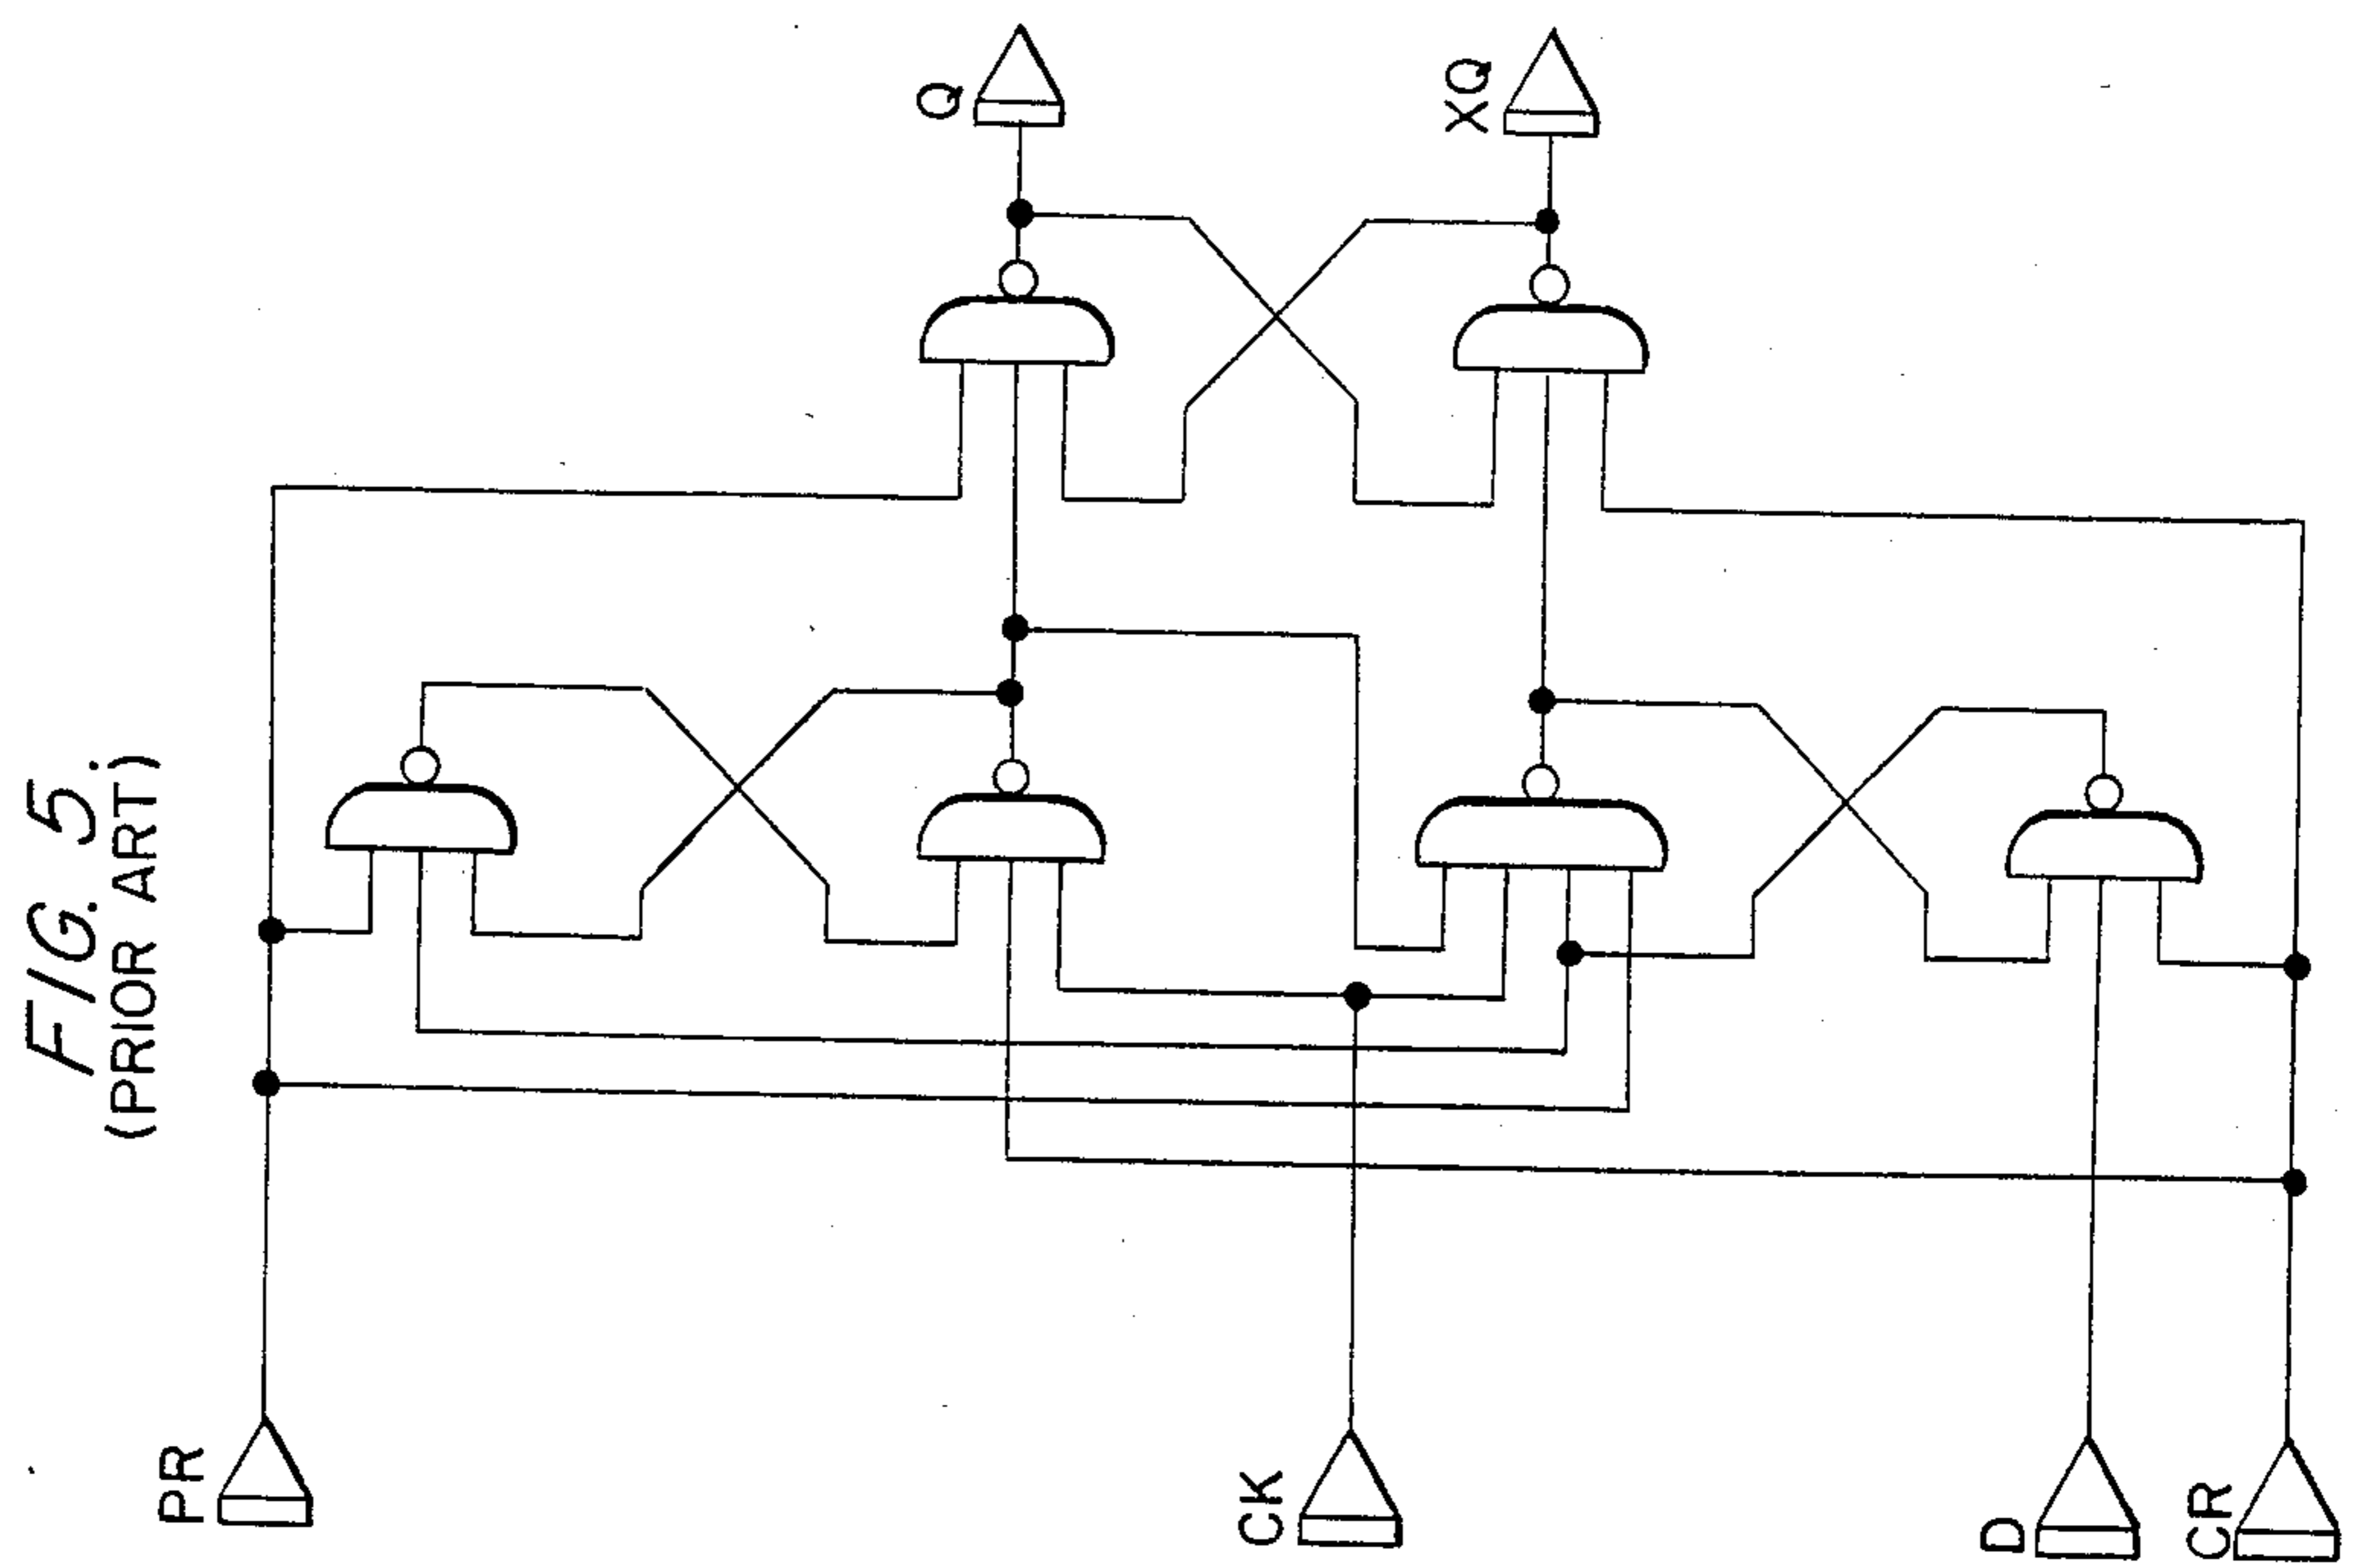 FIG. 5.
(PRIOR ART)
PR
CK
D
CR
Q
XQ